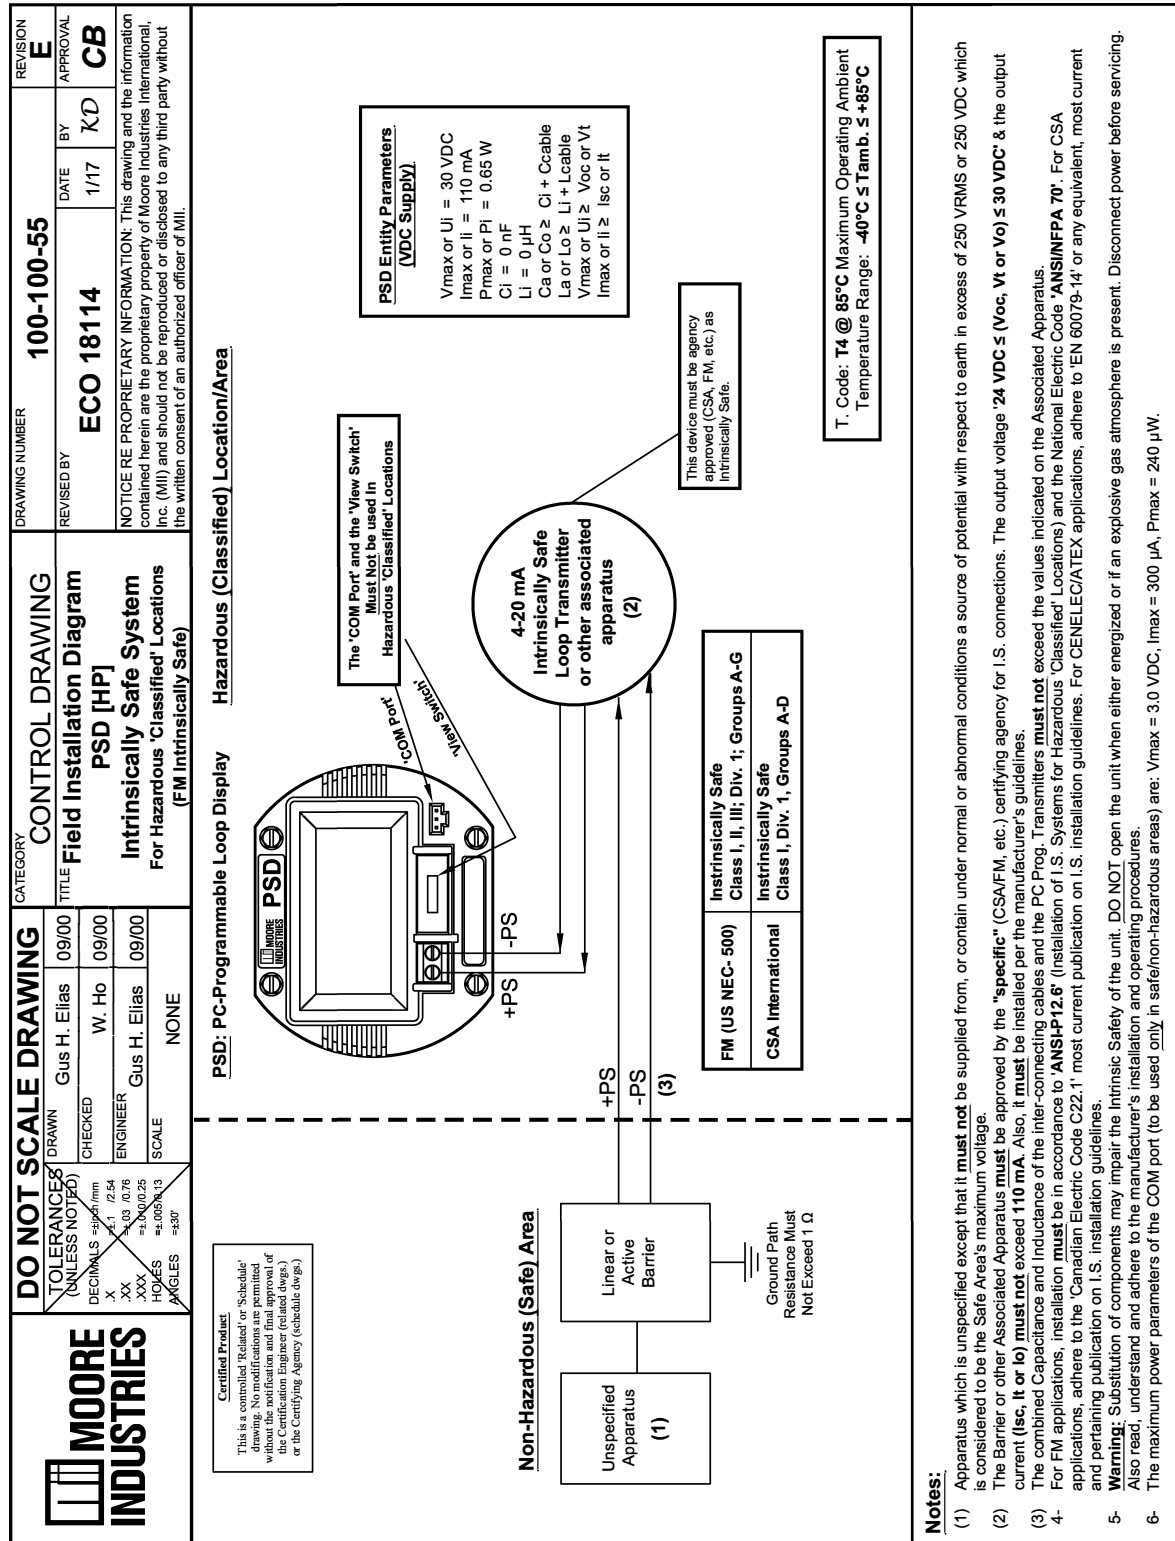 MOORE
INDUSTRIES
DO NOT SCALE DRAWING
TOLERANCES
(UNLESS NOTED)
DECIMALS =±inch/mm
.X =±.1 /2.54
.XX =±.03 /0.76
.XXX =±.010/0.25
HOLES =±.005/0.13
ANGLES =±30'
DRAWN
Gus H. Elias 09/00
CHECKED
W. Ho 09/00
ENGINEER
Gus H. Elias 09/00
SCALE
NONE
CATEGORY
CONTROL DRAWING
TITLE Field Installation Diagram
PSD [HP]
Intrinsically Safe System
For Hazardous 'Classified' Locations
(FM Intrinsically Safe)
DRAWING NUMBER
100-100-55
REVISION
E
REVISED BY
ECO 18114
DATE
1/17
BY
KD
APPROVAL
CB
NOTICE RE PROPRIETARY INFORMATION: This drawing and the information
contained herein are the proprietary property of Moore Industries International,
Inc. (MII) and should not be reproduced or disclosed to any third party without
the written consent of an authorized officer of MII.
Certified Product
This is a controlled 'Related' or 'Schedule'
drawing. No modifications are permitted
without the notification and final approval of
the Certification Engineer (related dwgs.)
or the Certifying Agency (schedule dwgs.)
PSD: PC-Programmable Loop Display
Hazardous (Classified) Location/Area
MOORE
INDUSTRIES
PSD
+PS
-PS
'COM Port'
'View Switch'
The 'COM Port' and the 'View Switch'
Must Not be used In
Hazardous 'Classified' Locations
PSD Entity Parameters
(VDC Supply)
Vmax or Ui = 30 VDC
Imax or Ii = 110 mA
Pmax or Pi = 0.65 W
Ci = 0 nF
Li = 0 µH
Ca or Co ≥ Ci + Ccable
La or Lo ≥ Li + Lcable
Vmax or Ui ≥ Voc or Vt
Imax or Ii ≥ Isc or It
4-20 mA
Intrinsically Safe
Loop Transmitter
or other associated
apparatus
(2)
This device must be agency
approved (CSA, FM, etc.) as
Intrinsically Safe.
Non-Hazardous (Safe) Area
Unspecified
Apparatus
(1)
Linear or
Active
Barrier
Ground Path
Resistance Must
Not Exceed 1 Ω
+PS
-PS
(3)
FM (US NEC- 500)
Instrinsically Safe
Class I, II, III; Div. 1; Groups A-G
CSA International
Instrinsically Safe
Class I, Div. 1, Groups A-D
T. Code: T4 @ 85°C Maximum Operating Ambient
Temperature Range: -40°C ≤ Tamb. ≤ +85°C
Notes:
(1) Apparatus which is unspecified except that it must not be supplied from, or contain under normal or abnormal conditions a source of potential with respect to earth in excess of 250 VRMS or 250 VDC which
is considered to be the Safe Area's maximum voltage.
(2) The Barrier or other Associated Apparatus must be approved by the "specific" (CSA/FM, etc.) certifying agency for I.S. connections. The output voltage '24 VDC ≤ (Voc, Vt or Vo) ≤ 30 VDC' & the output
current (Isc, It or Io) must not exceed 110 mA. Also, it must be installed per the manufacturer's guidelines.
(3) The combined Capacitance and Inductance of the inter-connecting cables and the PC Prog. Transmitters must not exceed the values indicated on the Associated Apparatus.
4- For FM applications, installation must be in accordance to 'ANSI-P12.6' (Installation of I.S. Systems for Hazardous 'Classified' Locations) and the National Electric Code 'ANSI/NFPA 70'. For CSA
applications, adhere to the 'Canadian Electric Code C22.1' most current publication on I.S. installation guidelines. For CENELEC/ATEX applications, adhere to 'EN 60079-14' or any equivalent, most current
and pertaining publication on I.S. installation guidelines.
5- Warning: Substitution of components may impair the Intrinsic Safety of the unit. DO NOT open the unit when either energized or if an explosive gas atmosphere is present. Disconnect power before servicing.
Also read, understand and adhere to the manufacturer's installation and operating procedures.
6- The maximum power parameters of the COM port (to be used only in safe/non-hazardous areas) are: Vmax = 3.0 VDC, Imax = 300 µA, Pmax = 240 µW.